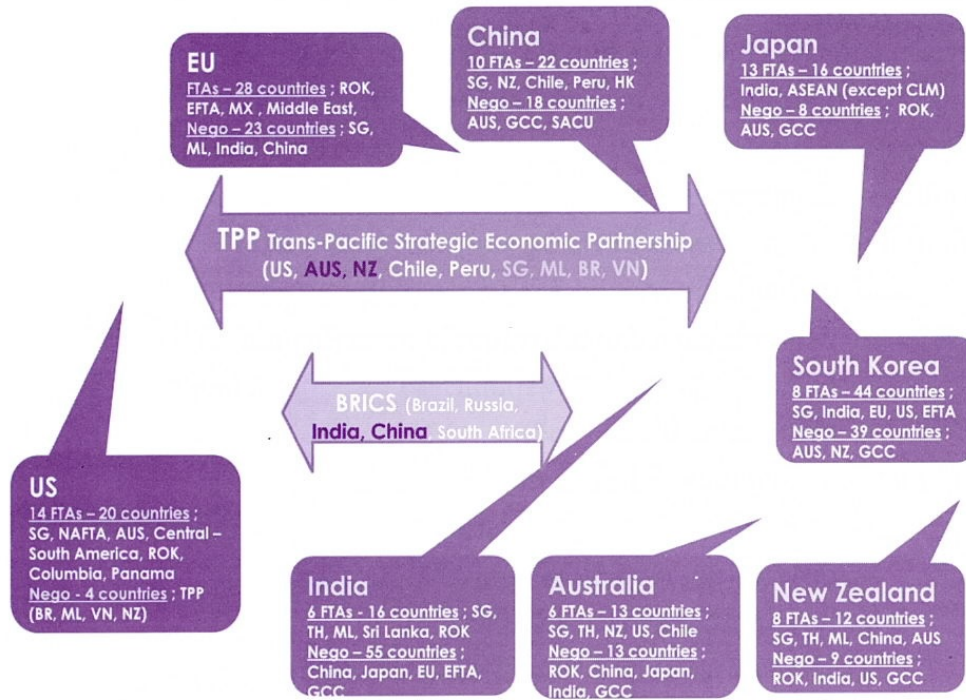 EU
FTAs – 28 countries ; ROK,
EFTA, MX , Middle East,
Nego – 23 countries ; SG,
ML, India, China
China
10 FTAs – 22 countries ;
SG, NZ, Chile, Peru, HK
Nego – 18 countries ;
AUS, GCC, SACU
Japan
13 FTAs – 16 countries ;
India, ASEAN (except CLM)
Nego – 8 countries ; ROK,
AUS, GCC
TPP Trans-Pacific Strategic Economic Partnership
(US, AUS, NZ, Chile, Peru, SG, ML, BR, VN)
BRICS (Brazil, Russia,
India, China, South Africa)
South Korea
8 FTAs – 44 countries ;
SG, India, EU, US, EFTA
Nego – 39 countries ;
AUS, NZ, GCC
US
14 FTAs – 20 countries ;
SG, NAFTA, AUS, Central –
South America, ROK,
Columbia, Panama
Nego - 4 countries ; TPP
(BR, ML, VN, NZ)
India
6 FTAs - 16 countries ; SG,
TH, ML, Sri Lanka, ROK
Nego – 55 countries ;
China, Japan, EU, EFTA,
GCC
Australia
6 FTAs – 13 countries ;
SG, TH, NZ, US, Chile
Nego – 13 countries ;
ROK, China, Japan,
India, GCC
New Zealand
8 FTAs – 12 countries ;
SG, TH, ML, China, AUS
Nego – 9 countries ;
ROK, India, US, GCC